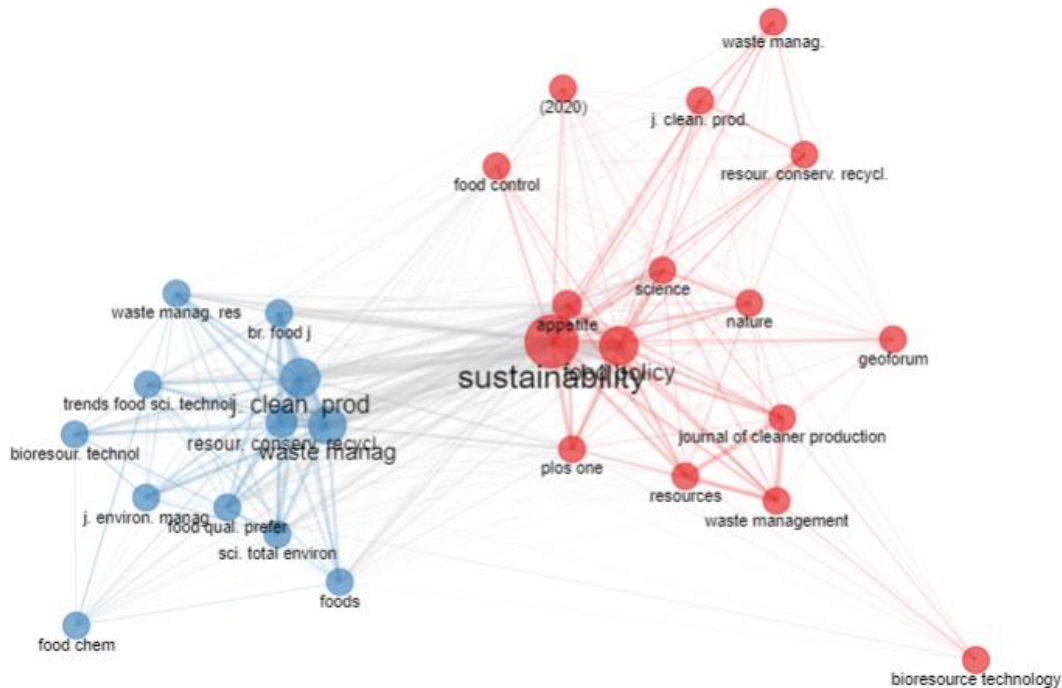 waste manag.
(2020)
j. clean. prod.
resour. conserv. recycl.
food control
science
waste manag. res
nature
appetite
br. food j
geoforum
food policy
sustainability
trends food sci. technol
j. clean. prod
journal of cleaner production
resour. conserv. recycl.
waste manag
bioresour. technol
plos one
resources
j. environ. manag
waste management
food qual. prefer
sci. total environ
foods
food chem
bioresource technology